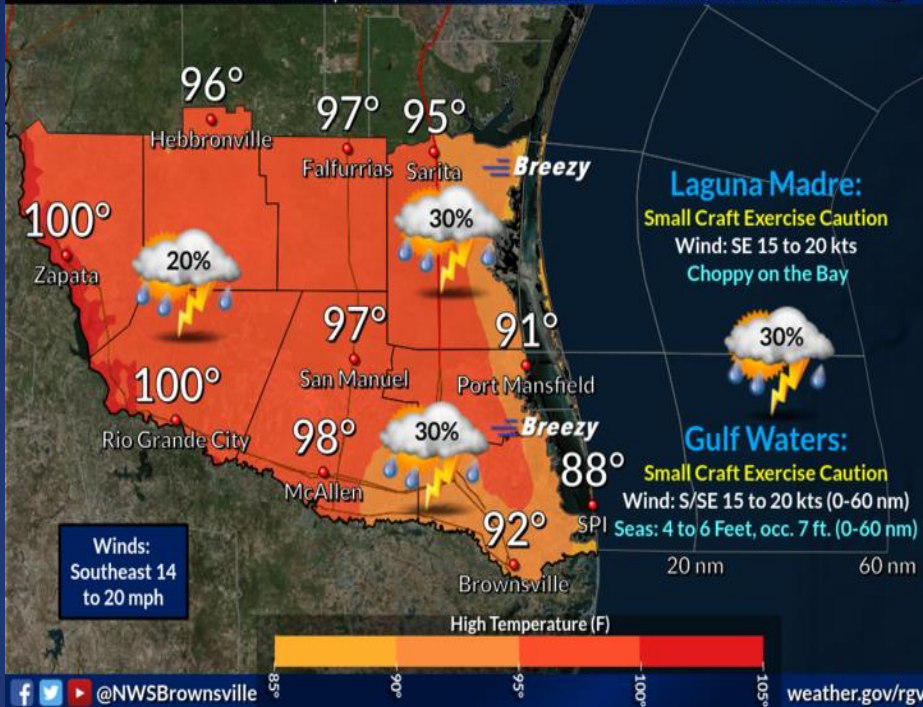 96°
Hebbronville
97°
Falfurrias
95°
Sarita
Breezy
100°
Zapata
20%
30%
97°
San Manuel
91°
Port Mansfield
100°
Rio Grande City
98°
McAllen
30%
Breezy
88°
SPI
92°
Brownsville
Laguna Madre:
Small Craft Exercise Caution
Wind: SE 15 to 20 kts
Choppy on the Bay
30%
Gulf Waters:
Small Craft Exercise Caution
Wind: S/SE 15 to 20 kts (0-60 nm)
Seas: 4 to 6 Feet, occ. 7 ft. (0-60 nm)
20 nm
60 nm
Winds:
Southeast 14
to 20 mph
High Temperature (F)
85° 90° 95° 100° 105°
@NWSBrownsville
weather.gov/rgv